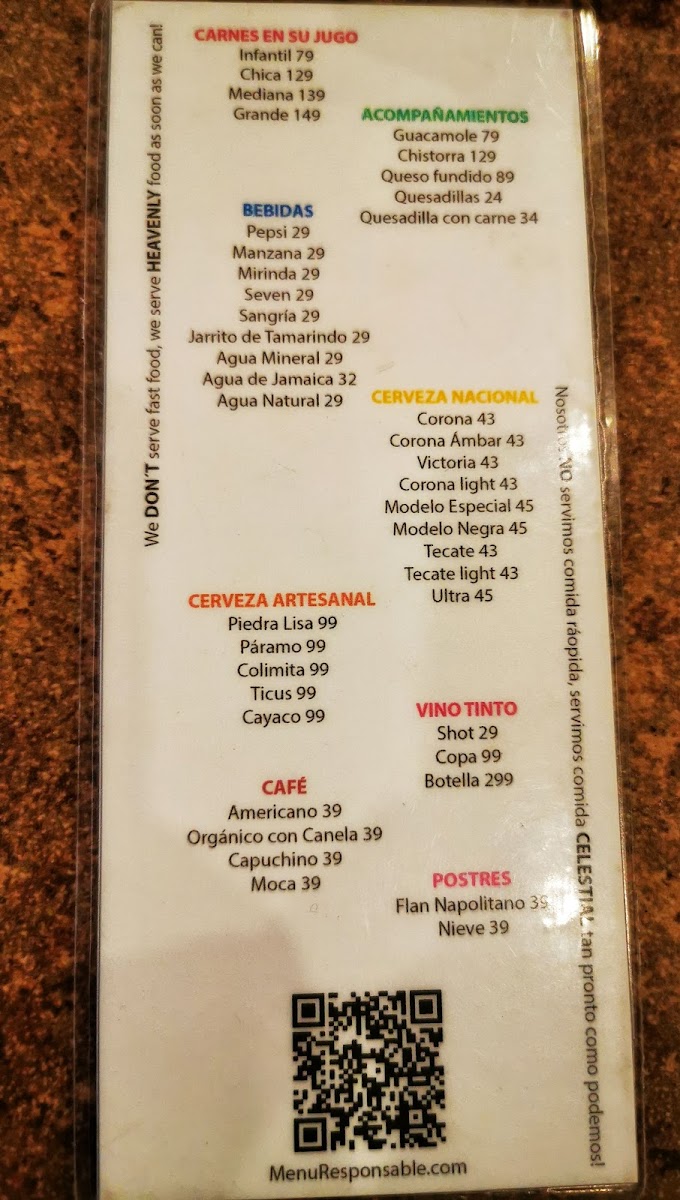 We DON'T serve fast food, we serve HEAVENLY food as soon as we can!
CARNES EN SU JUGO
Infantil 79
Chica 129
Mediana 139
Grande 149
ACOMPAÑAMIENTOS
Guacamole 79
Chistorra 129
Queso fundido 89
Quesadillas 24
Quesadilla con carne 34
BEBIDAS
Pepsi 29
Manzana 29
Mirinda 29
Seven 29
Sangría 29
Jarrito de Tamarindo 29
Agua Mineral 29
Agua de Jamaica 32
Agua Natural 29
CERVEZA NACIONAL
Corona 43
Corona Ámbar 43
Victoria 43
Corona light 43
Modelo Especial 45
Modelo Negra 45
Tecate 43
Tecate light 43
Ultra 45
CERVEZA ARTESANAL
Piedra Lisa 99
Páramo 99
Colimita 99
Ticus 99
Cayaco 99
VINO TINTO
Shot 29
Copa 99
Botella 299
CAFÉ
Americano 39
Orgánico con Canela 39
Capuchino 39
Moca 39
POSTRES
Flan Napolitano 39
Nieve 39
Nosotros NO servimos comida ráopida, servimos comida CELESTIAL tan pronto como podemos!
MenuResponsable.com